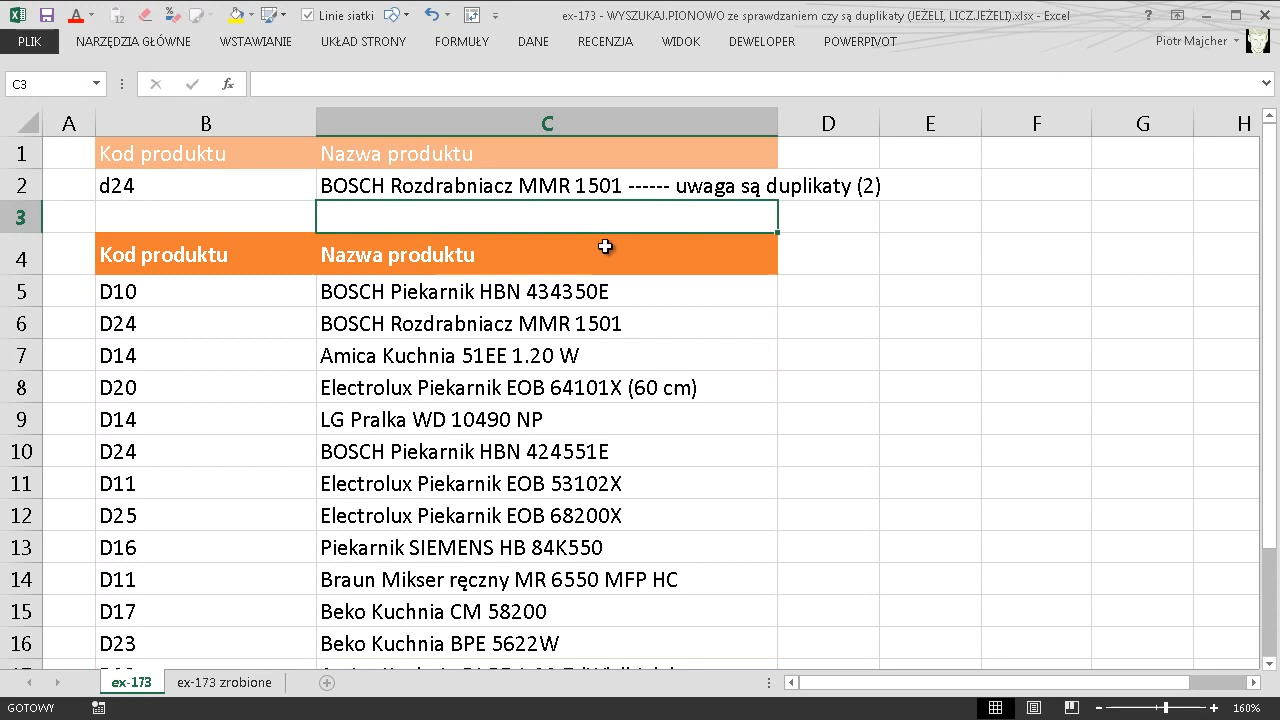 Linie siatki
ex-173 - WYSZUKAJ.PIONOWO ze sprawdzaniem czy są duplikaty (JEŻELI, LICZ.JEŻELI).xlsx - Excel
PLIK NARZĘDZIA GŁÓWNE WSTAWIANIE UKŁAD STRONY FORMUŁY DANE RECENZJA WIDOK DEWELOPER POWERPIVOT Piotr Majcher
C3 fx
A B C D E F G H
1 Kod produktu Nazwa produktu
2 d24 BOSCH Rozdrabniacz MMR 1501 ------ uwaga są duplikaty (2)
3
4 Kod produktu Nazwa produktu
5 D10 BOSCH Piekarnik HBN 434350E
6 D24 BOSCH Rozdrabniacz MMR 1501
7 D14 Amica Kuchnia 51EE 1.20 W
8 D20 Electrolux Piekarnik EOB 64101X (60 cm)
9 D14 LG Pralka WD 10490 NP
10 D24 BOSCH Piekarnik HBN 424551E
11 D11 Electrolux Piekarnik EOB 53102X
12 D25 Electrolux Piekarnik EOB 68200X
13 D16 Piekarnik SIEMENS HB 84K550
14 D11 Braun Mikser ręczny MR 6550 MFP HC
15 D17 Beko Kuchnia CM 58200
16 D23 Beko Kuchnia BPE 5622W
ex-173 ex-173 zrobione
GOTOWY 160%